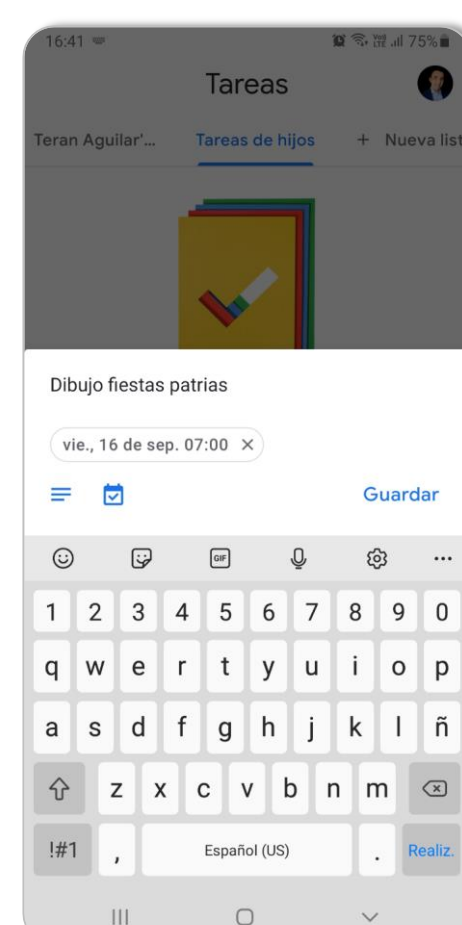 16:41 75%
Tareas
Teran Aguilar'... Tareas de hijos + Nueva list
Dibujo fiestas patrias
vie., 16 de sep. 07:00 ×
Guardar
GIF ...
1 2 3 4 5 6 7 8 9 0
q w e r t y u i o p
a s d f g h j k l ñ
z x c v b n m
!#1 , Español (US) . Realiz.